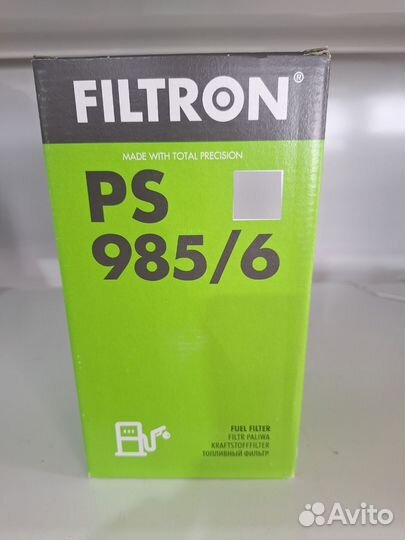 FILTRON®
MADE WITH TOTAL PRECISION
PS
985/6
FUEL FILTER
FILTR PALIWA
KRAFTSTOFFFILTER
ТОПЛИВНЫЙ ФИЛЬТР
Avito